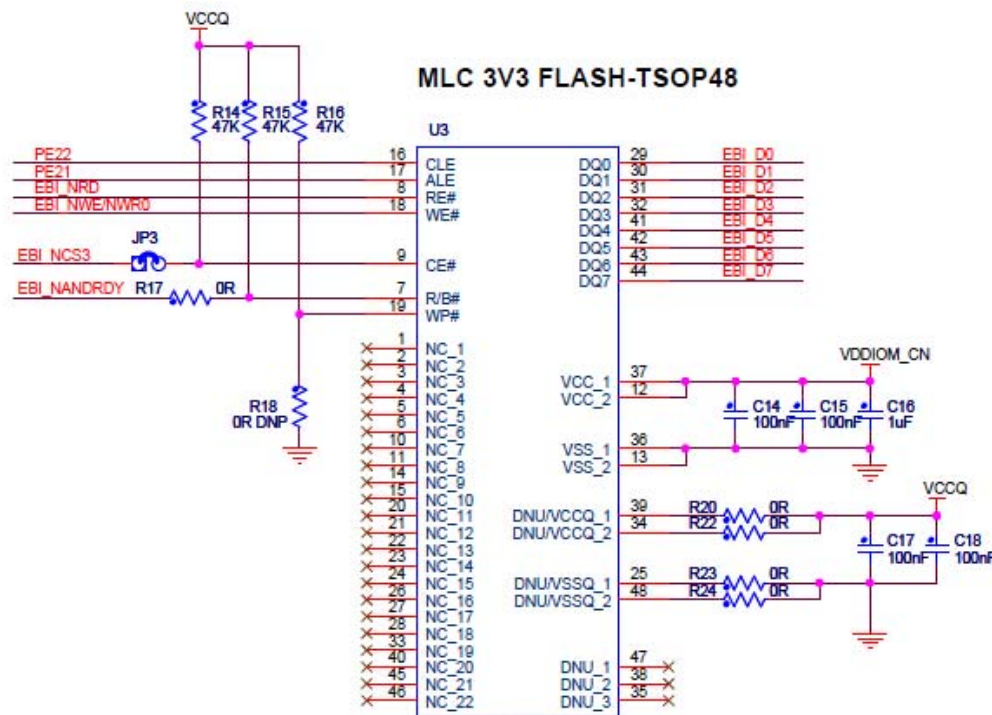 VCCQ
MLC 3V3 FLASH-TSOP48
R14 47K
R15 47K
R16 47K
U3
PE22 16 CLE
PE21 17 ALE
EBI_NRD 8 RE#
EBI_NWE/NWR0 18 WE#
JP3
EBI_NCS3 9 CE#
EBI_NANDRDY R17 0R 7 R/B#
19 WP#
1 NC_1
2 NC_2
3 NC_3
4 NC_4
5 NC_5
6 NC_6
10 NC_7
11 NC_8
14 NC_9
15 NC_10
20 NC_11
21 NC_12
22 NC_13
23 NC_14
24 NC_15
26 NC_16
27 NC_17
28 NC_18
33 NC_19
40 NC_20
45 NC_21
46 NC_22
R18
0R DNP
DQ0 29 EBI_D0
DQ1 30 EBI_D1
DQ2 31 EBI_D2
DQ3 32 EBI_D3
DQ4 41 EBI_D4
DQ5 42 EBI_D5
DQ6 43 EBI_D6
DQ7 44 EBI_D7
VDDIOM_CN
VCC_1 37
VCC_2 12
C14 100nF
C15 100nF
C16 1uF
VSS_1 36
VSS_2 13
VCCQ
DNU/VCCQ_1 39 R20 0R
DNU/VCCQ_2 34 R22 0R
C17 100nF
C18 100nF
DNU/VSSQ_1 25 R23 0R
DNU/VSSQ_2 48 R24 0R
DNU_1 47
DNU_2 38
DNU_3 35